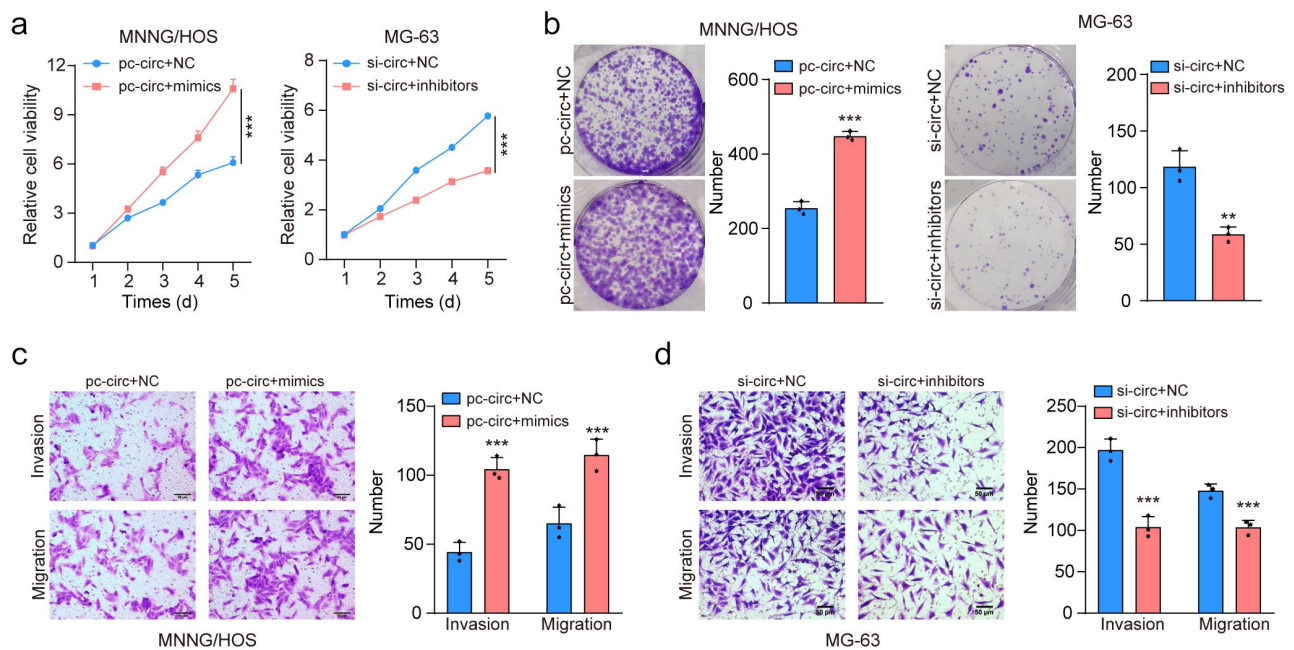 a
MNNG/HOS
pc-circ+NC
pc-circ+mimics
Relative cell viability
12
9
6
3
0
***
1 2 3 4 5
Times (d)
MG-63
si-circ+NC
si-circ+inhibitors
Relative cell viability
8
6
4
2
0
***
1 2 3 4 5
Times (d)
b
MNNG/HOS
pc-circ+NC
pc-circ+mimics
pc-circ+NC
pc-circ+mimics
Number
600
400
200
0
***
MG-63
si-circ+NC
si-circ+inhibitors
si-circ+NC
si-circ+inhibitors
Number
200
150
100
50
0
**
c
pc-circ+NC pc-circ+mimics
Invasion
Migration
MNNG/HOS
pc-circ+NC
pc-circ+mimics
Number
150
100
50
0
*** ***
Invasion Migration
d
si-circ+NC si-circ+inhibitors
Invasion
50 μm 50 μm
Migration
50 μm 50 μm
MG-63
si-circ+NC
si-circ+inhibitors
Number
250
200
150
100
50
0
*** ***
Invasion Migration